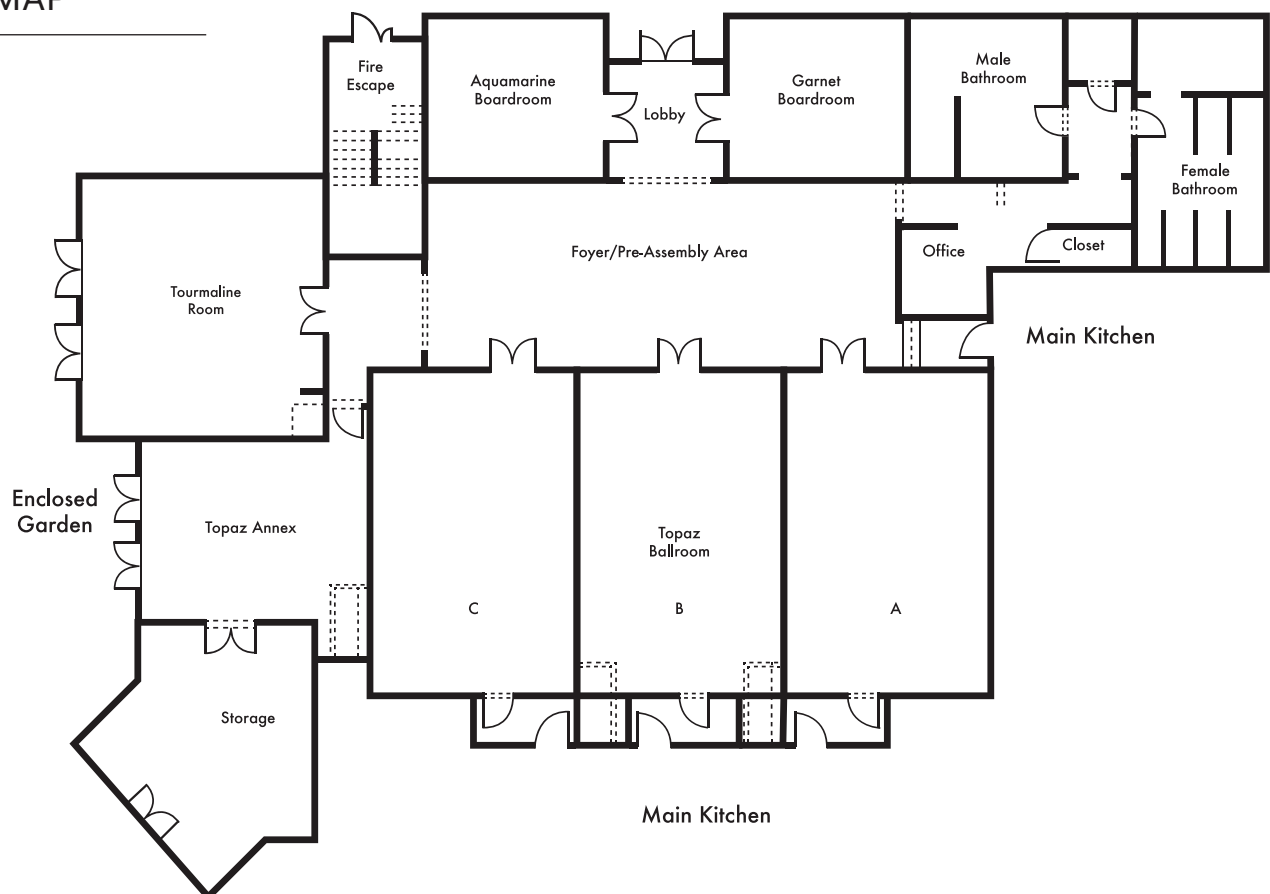 MAP
Fire
Escape
Aquamarine
Boardroom
Lobby
Garnet
Boardroom
Male
Bathroom
Female
Bathroom
Foyer/Pre-Assembly Area
Office
Closet
Tourmaline
Room
Main Kitchen
Enclosed
Garden
Topaz Annex
Topaz
Ballroom
C
B
A
Storage
Main Kitchen